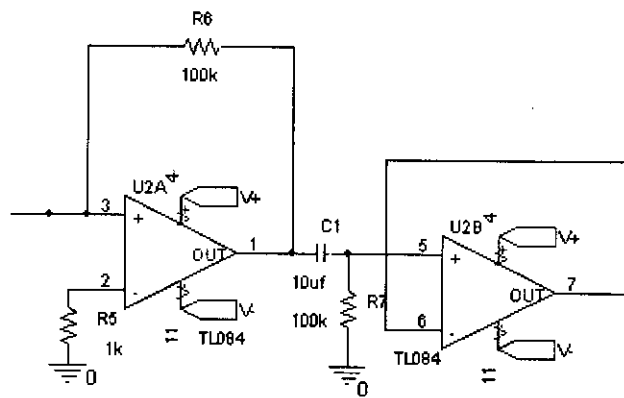 R6
100k
U2A
4
V+
3
+
OUT
1
2
-
V-
11
TL084
R5
1k
0
C1
10uf
R7
100k
0
U2B
4
V+
5
+
OUT
7
6
-
V-
11
TL084